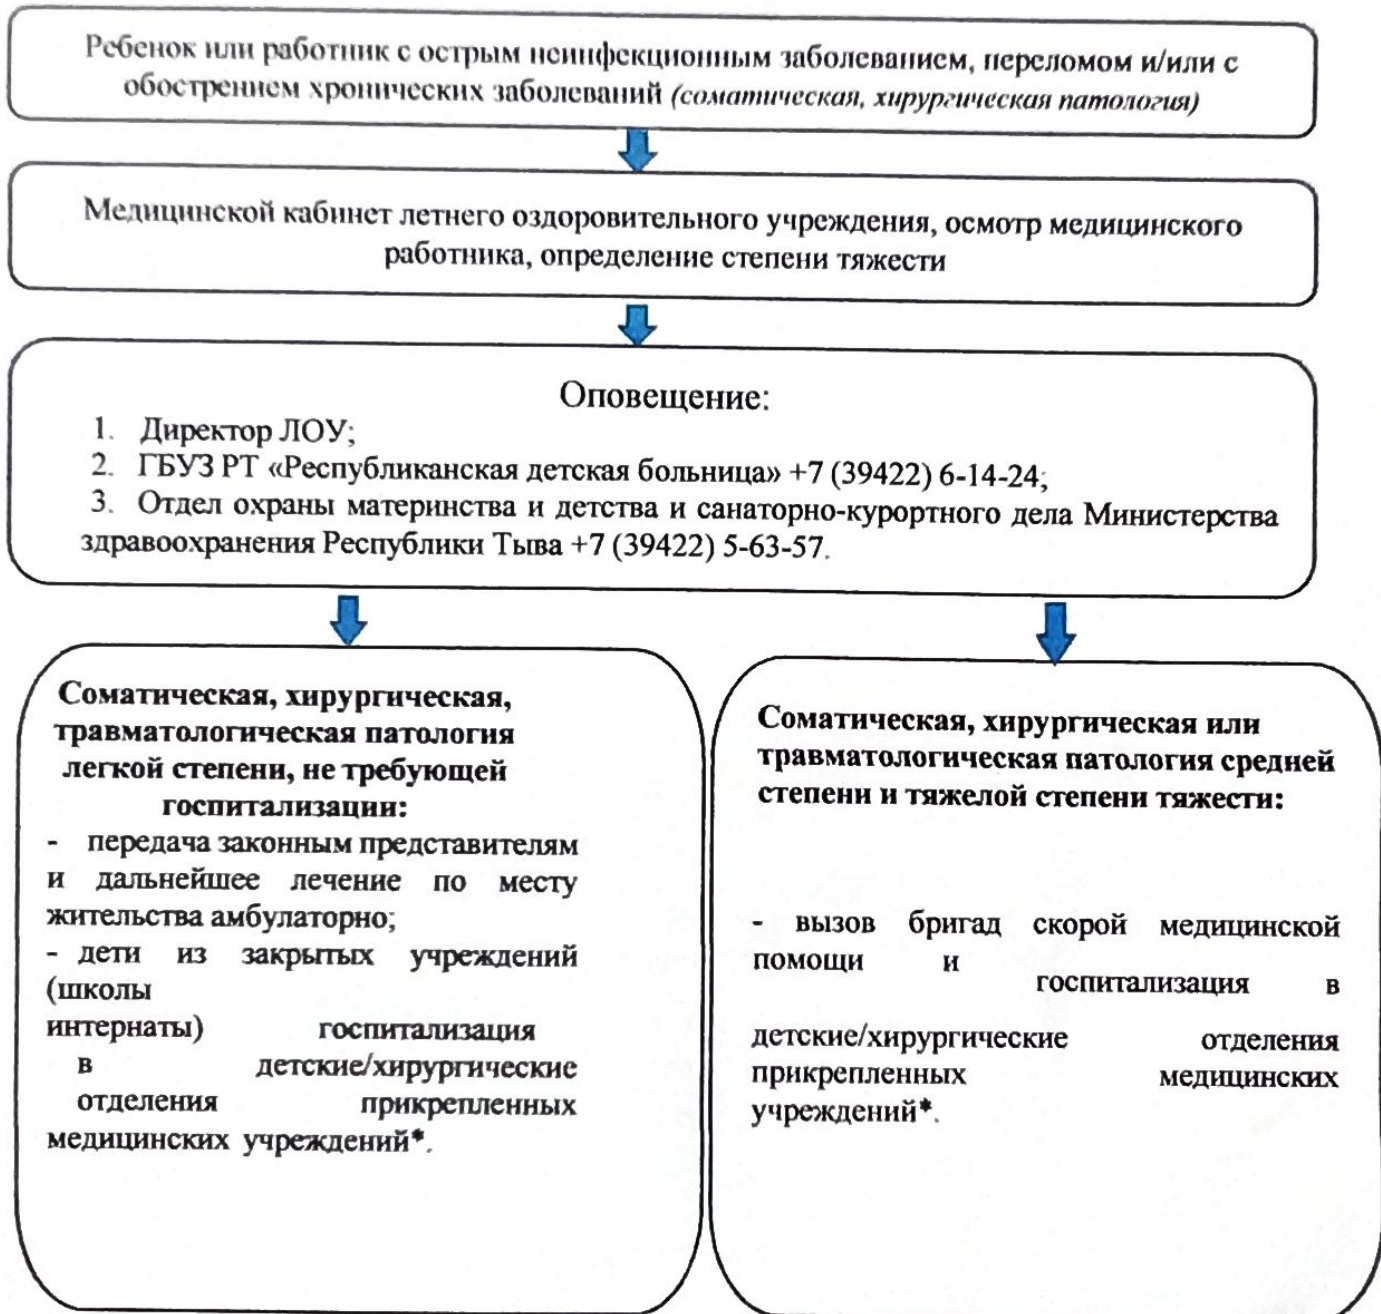 Ребенок или работник с острым неинфекционным заболеванием, переломом и/или с
обострением хронических заболеваний (соматическая, хирургическая патология)
Медицинской кабинет летнего оздоровительного учреждения, осмотр медицинского
работника, определение степени тяжести
Оповещение:
1. Директор ЛОУ;
2. ГБУЗ РТ «Республиканская детская больница» +7 (39422) 6-14-24;
3. Отдел охраны материнства и детства и санаторно-курортного дела Министерства
здравоохранения Республики Тыва +7 (39422) 5-63-57.
Соматическая, хирургическая,
травматологическая патология
легкой степени, не требующей
госпитализации:
- передача законным представителям
и дальнейшее лечение по месту
жительства амбулаторно;
- дети из закрытых учреждений
(школы
интернаты) госпитализация
в детские/хирургические
отделения прикрепленных
медицинских учреждений*.
Соматическая, хирургическая или
травматологическая патология средней
степени и тяжелой степени тяжести:
- вызов бригад скорой медицинской
помощи и
госпитализация в
детские/хирургические отделения
прикрепленных медицинских
учреждений*.